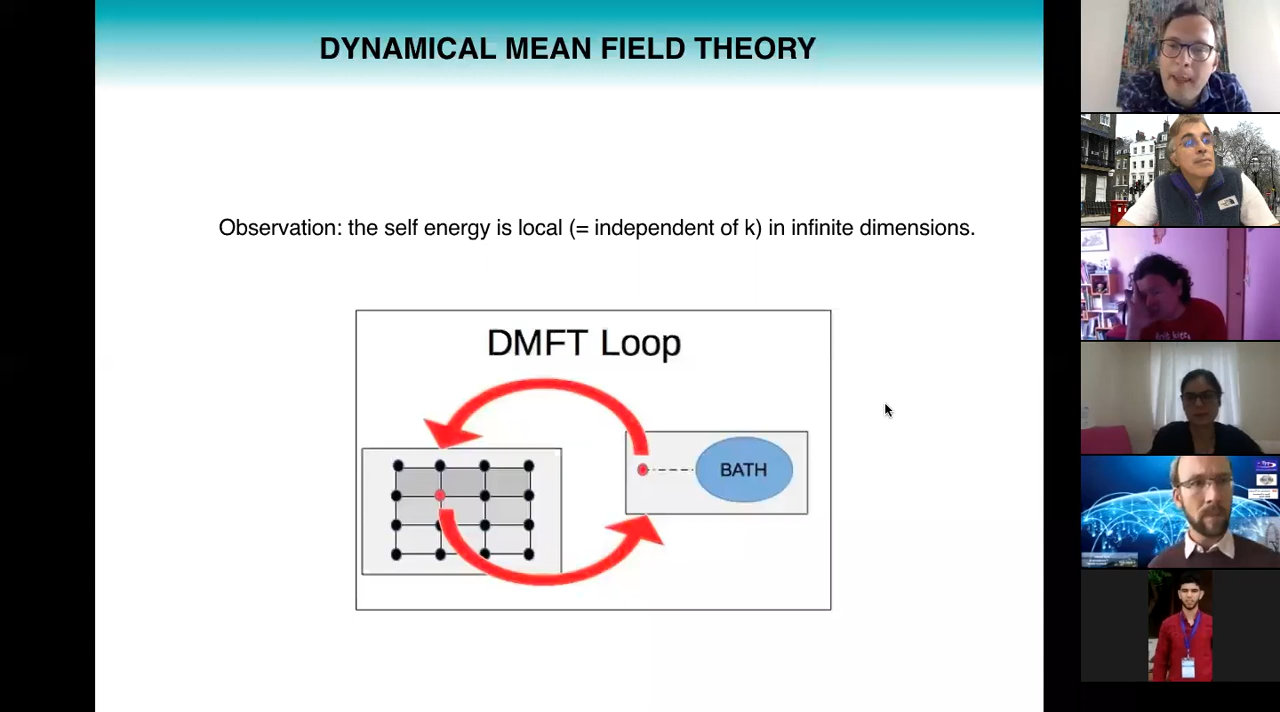 DYNAMICAL MEAN FIELD THEORY
Observation: the self energy is local (= independent of k) in infinite dimensions.
DMFT Loop
BATH